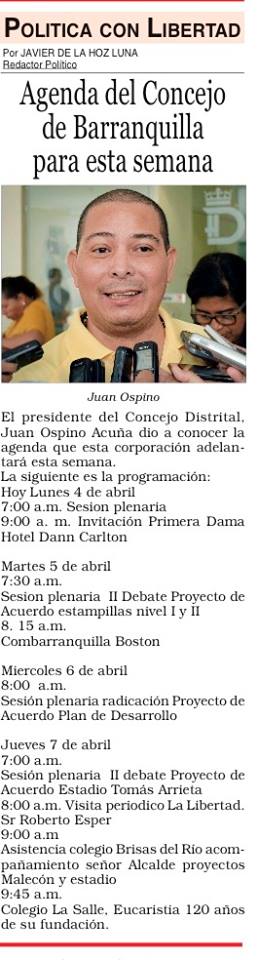 POLITICA CON LIBERTAD
Por JAVIER DE LA HOZ LUNA
Redactor Político
Agenda del Concejo
de Barranquilla
para esta semana
D
Juan Ospino
El presidente del Concejo Distrital,
Juan Ospino Acuña dio a conocer la
agenda que esta corporación adelan-
tará esta semana.
La siguiente es la programación:
Hoy Lunes 4 de abril
7:00 a.m. Sesion plenaria
9:00 a. m. Invitación Primera Dama
Hotel Dann Carlton
Martes 5 de abril
7:30 a.m.
Sesion plenaria II Debate Proyecto de
Acuerdo estampillas nivel I y II
8. 15 a.m.
Combarranquilla Boston
Miercoles 6 de abril
8:00 a.m.
Sesión plenaria radicación Proyecto de
Acuerdo Plan de Desarrollo
Jueves 7 de abril
7:00 a.m.
Sesión plenaria II debate Proyecto de
Acuerdo Estadio Tomás Arrieta
8:00 a.m. Visita periodico La Libertad.
Sr Roberto Esper
9:00 a.m
Asistencia colegio Brisas del Río acom-
pañamiento señor Alcalde proyectos
Malecón y estadio
9:45 a.m.
Colegio La Salle, Eucaristia 120 años
de su fundación.